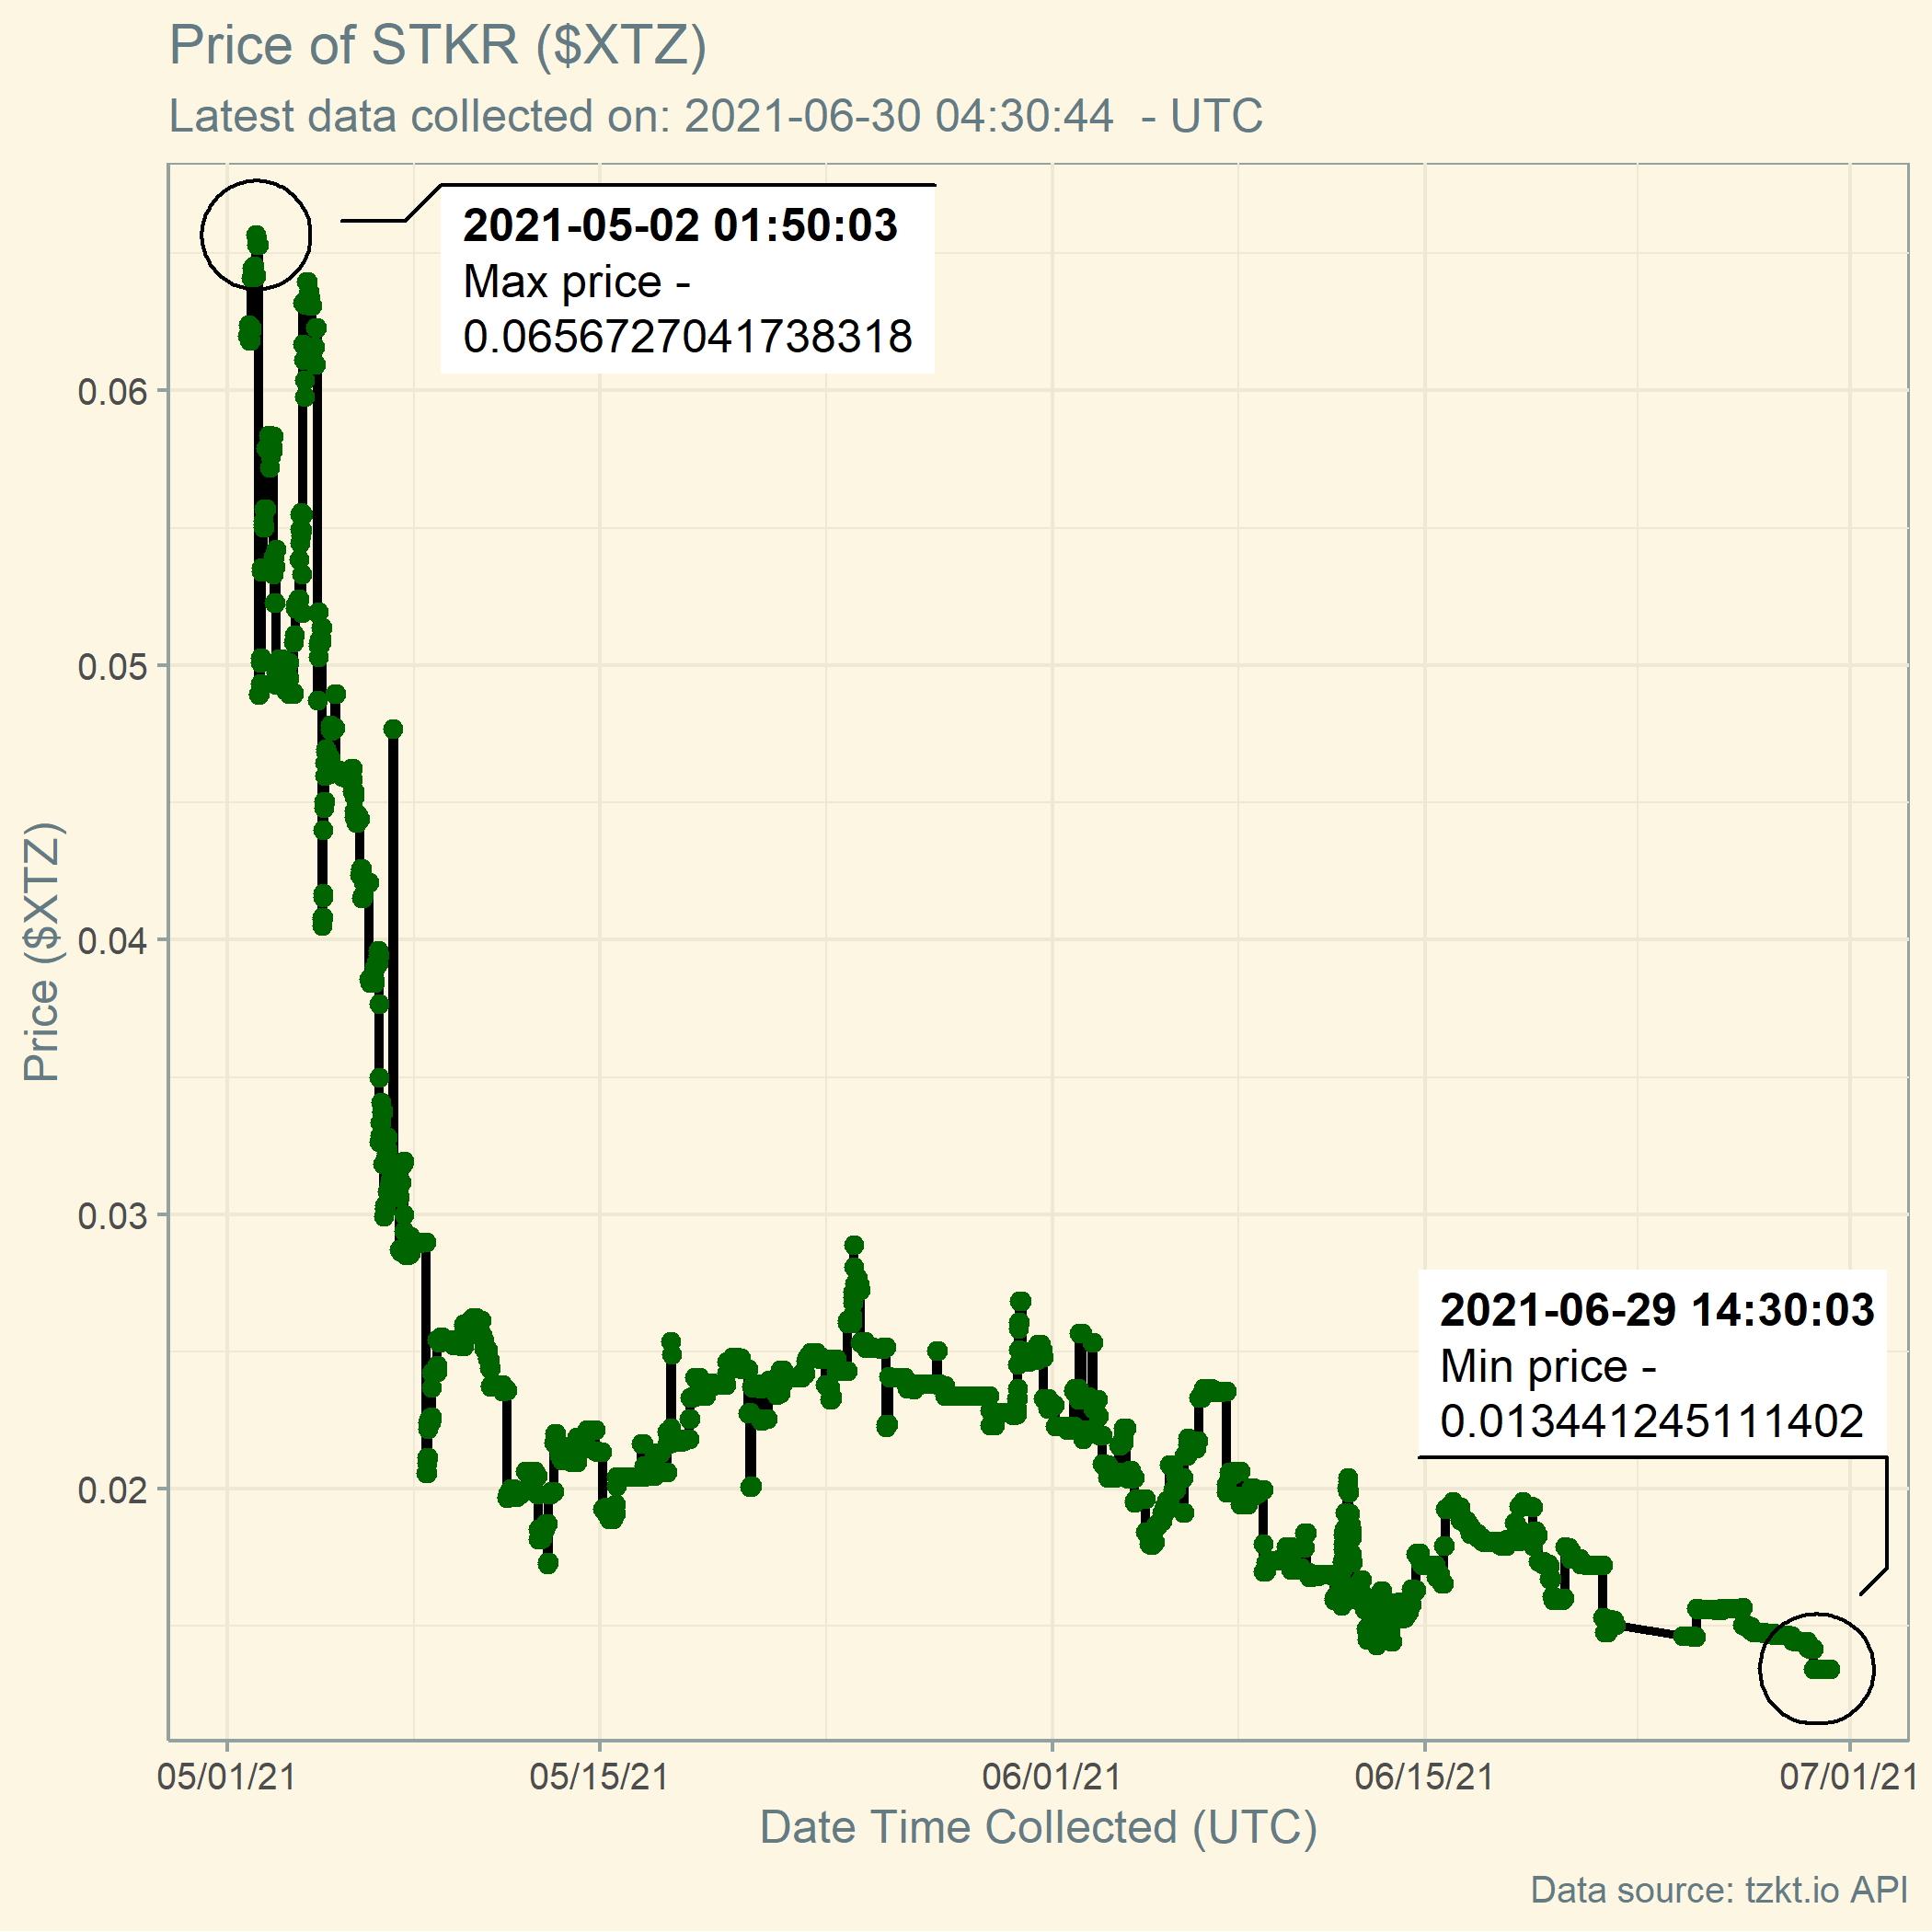 Price of STKR ($XTZ)
Latest data collected on: 2021-06-30 04:30:44 - UTC
2021-05-02 01:50:03
Max price -
0.0656727041738318
0.06
0.05
0.04
0.03
0.02
Price ($XTZ)
2021-06-29 14:30:03
Min price -
0.013441245111402
05/01/21
05/15/21
06/01/21
06/15/21
07/01/21
Date Time Collected (UTC)
Data source: tzkt.io API